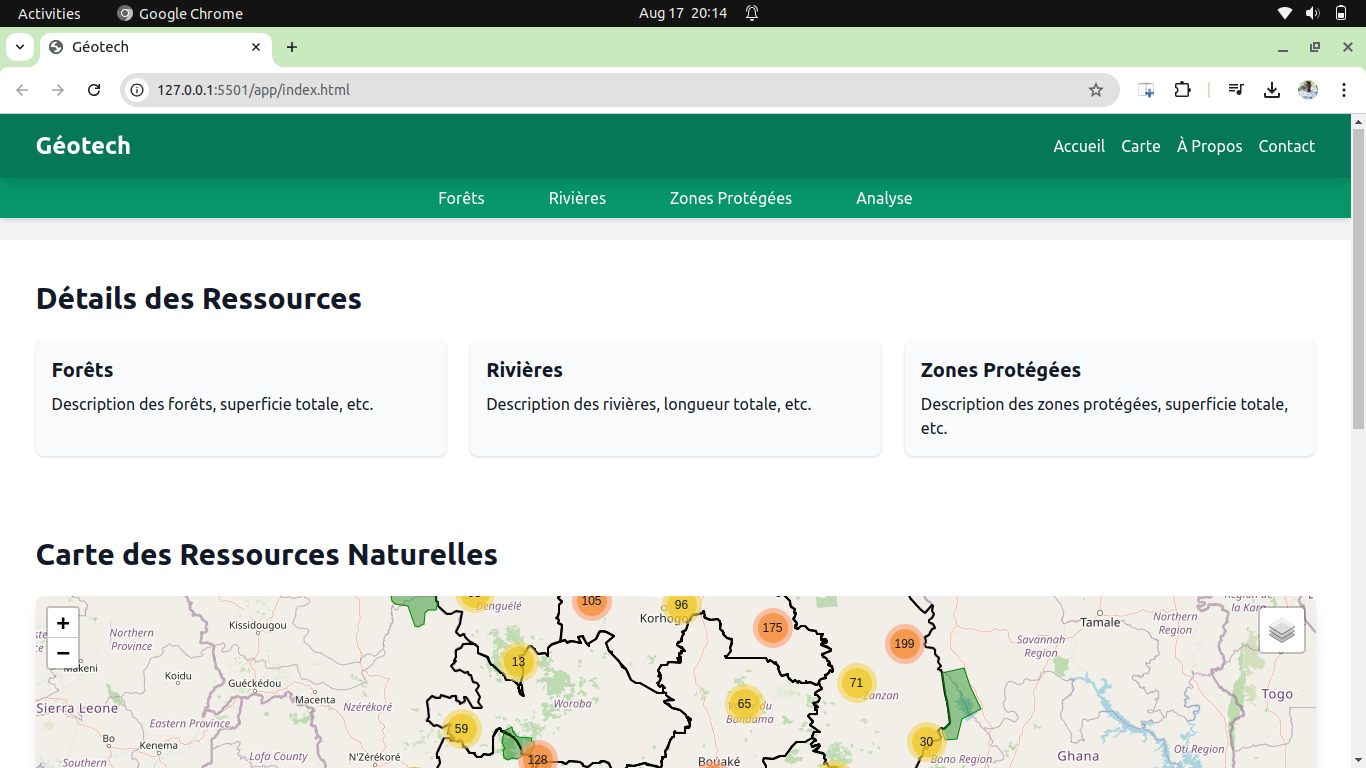 Activities Google Chrome Aug 17 20:14
Géotech
127.0.0.1:5501/app/index.html
Géotech Accueil Carte À Propos Contact
Forêts Rivières Zones Protégées Analyse
Détails des Ressources
Forêts
Description des forêts, superficie totale, etc.
Rivières
Description des rivières, longueur totale, etc.
Zones Protégées
Description des zones protégées, superficie totale,
etc.
Carte des Ressources Naturelles
+
−
Northern
Province
Kissidougou
Makeni
Koidu
Guéckédou
Macenta
Nzérékoré
Sierra Leone
Eastern Province
Bo
Kenema
Lofa County
N'Zérékoré
Southern
Denguélé
105
96
Korhogo
175
199
13
71
Zanzan
Woroba
65
Bandama
59
128
30
Bouaké
Bono Region
Tamale
Northern
Region
la Kara
Savannah
Region
Togo
Oti Region
Ghana